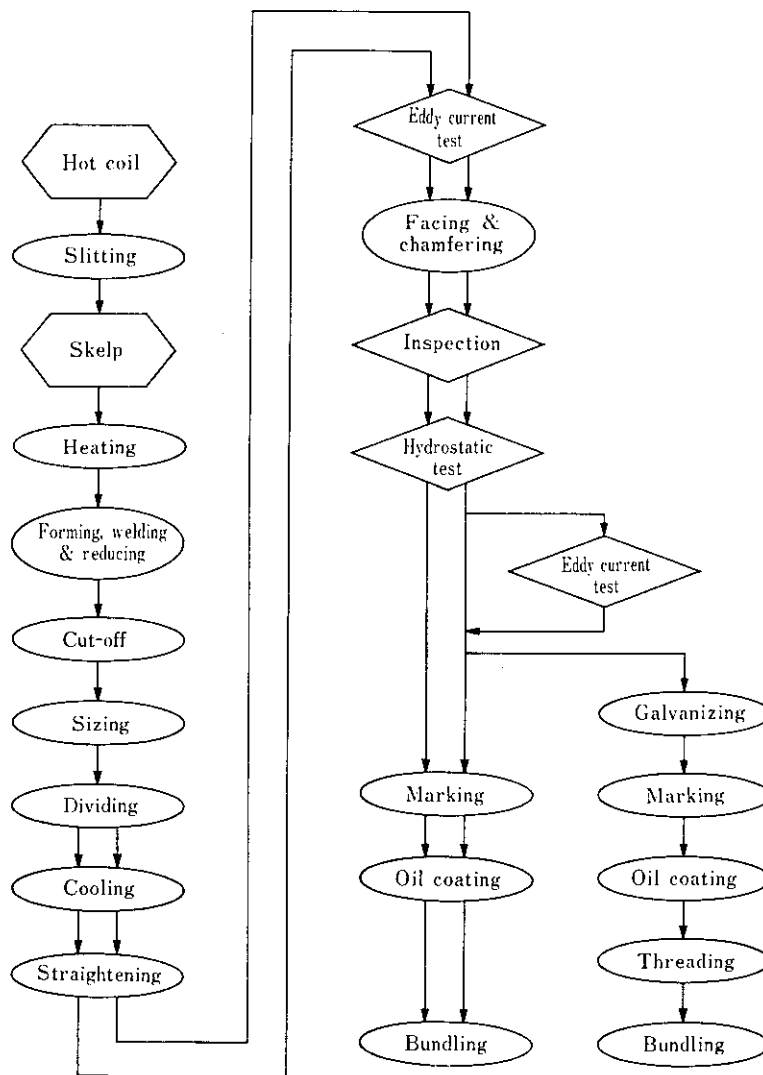 Hot coil
Slitting
Skelp
Heating
Forming, welding
& reducing
Cut-off
Sizing
Dividing
Cooling
Straightening
Eddy current
test
Facing &
chamfering
Inspection
Hydrostatic
test
Eddy current
test
Marking
Oil coating
Bundling
Galvanizing
Marking
Oil coating
Threading
Bundling